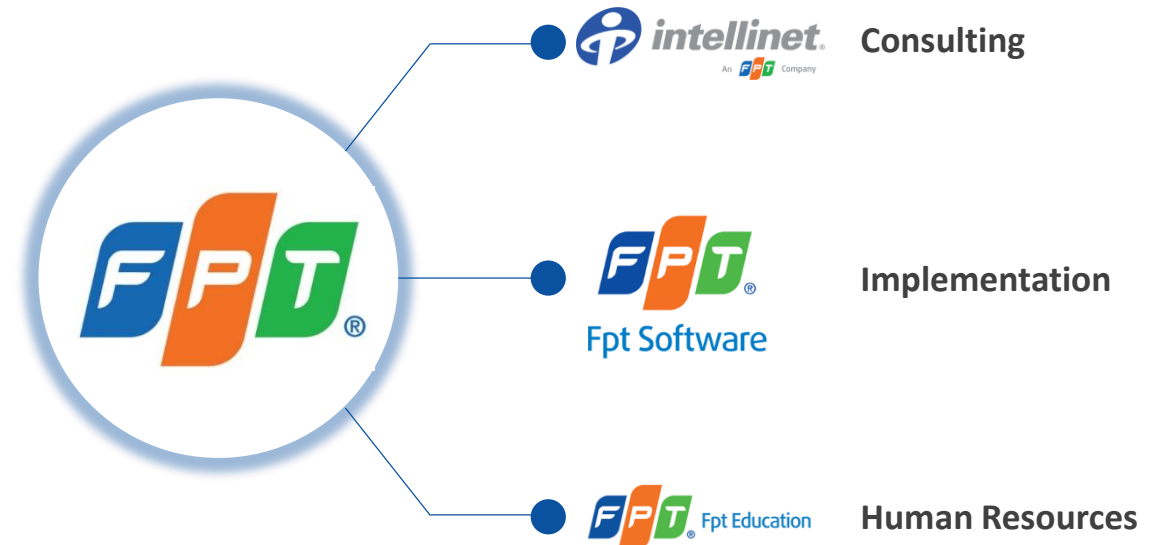 intellinet®
An FPT Company
Consulting
FPT®
FPT®
Fpt Software
Implementation
FPT® Fpt Education
Human Resources